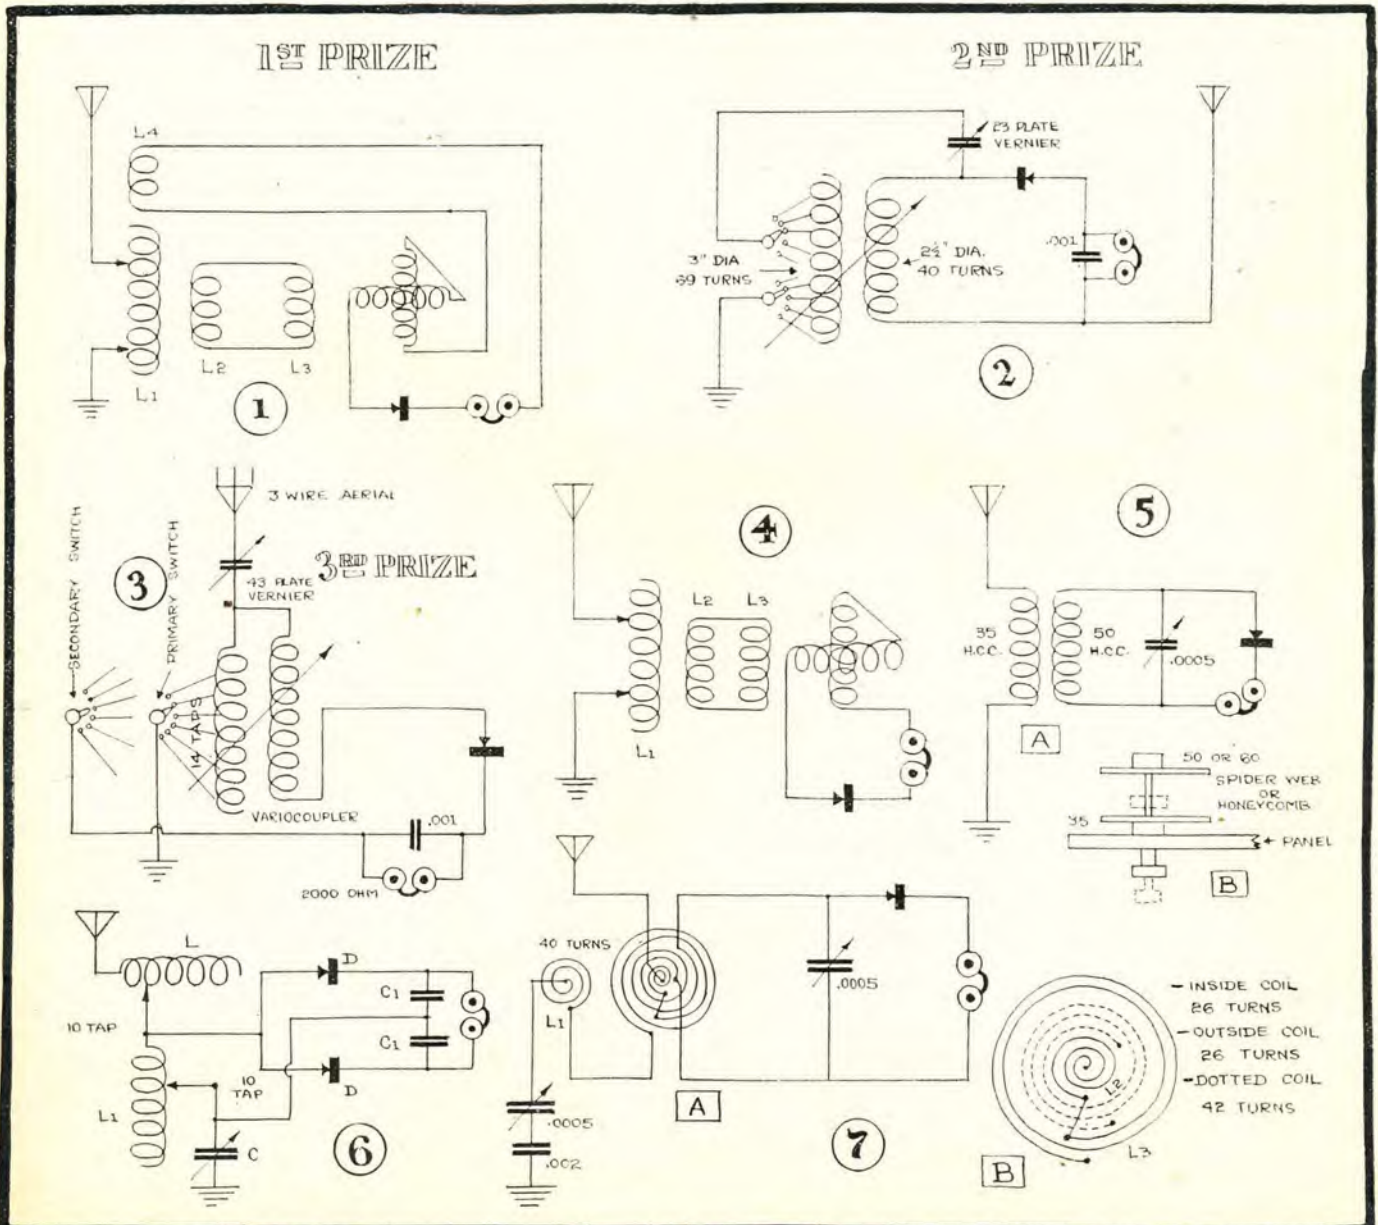 1ST PRIZE
L4
L1
L2
L3
1
2ND PRIZE
23 PLATE
VERNIER
3" DIA
69 TURNS
2½" DIA.
40 TURNS
.001
2
SECONDARY SWITCH
3
PRIMARY SWITCH
3 WIRE AERIAL
3RD PRIZE
43 PLATE
VERNIER
14 TAPS
VARIOCOUPLER
.001
2000 OHM
4
L2
L3
L1
5
35
H.C.C.
50
H.C.C.
.0005
A
50 OR 60
SPIDER WEB
OR
HONEYCOMB
35
PANEL
B
L
D
C1
10 TAP
C1
10
TAP
D
L1
C
6
40 TURNS
L1
.0005
.002
.0005
A
7
INSIDE COIL
26 TURNS
OUTSIDE COIL
26 TURNS
DOTTED COIL
42 TURNS
L2
L3
B